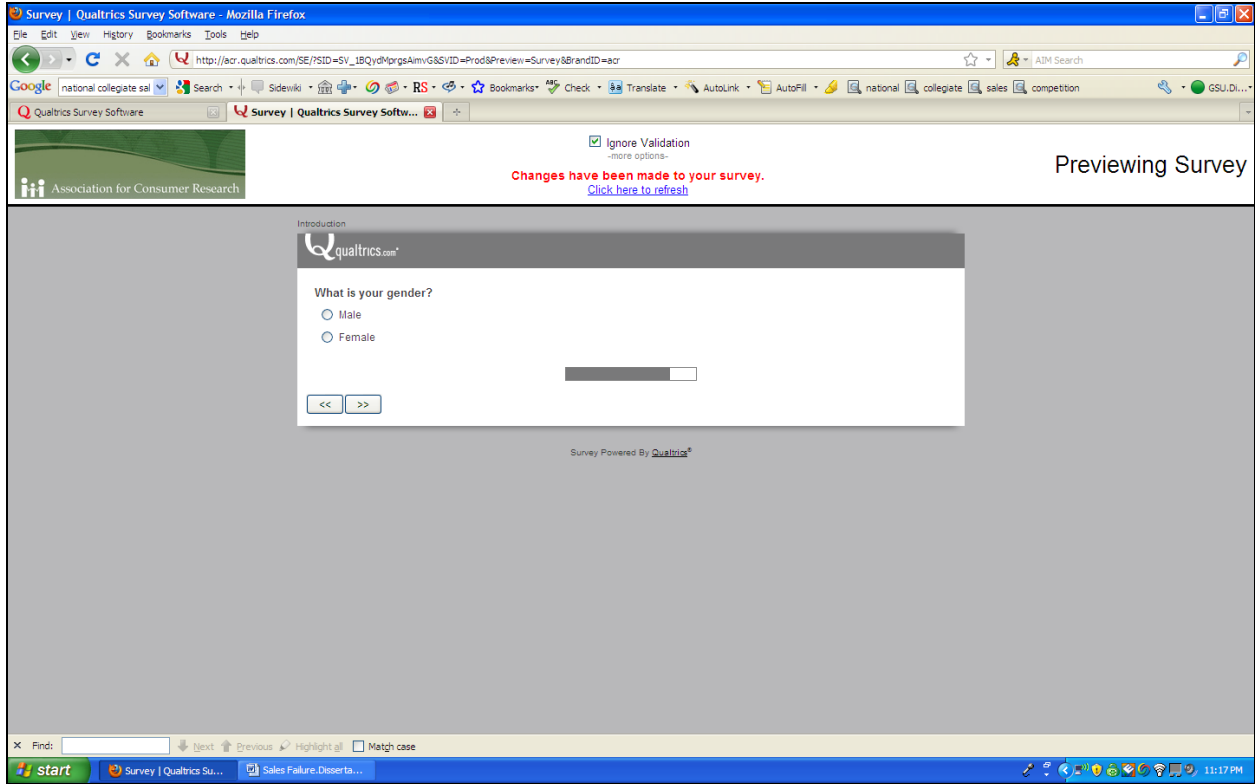 Survey | Qualtrics Survey Software - Mozilla Firefox
File Edit View History Bookmarks Tools Help
http://acr.qualtrics.com/SE/?SID=SV_1BQydMprgsAimvG&SVID=Prod&Preview=Survey&BrandID=acr AIM Search
Google national collegiate sal Search Sidewiki RS Bookmarks Check Translate AutoLink AutoFill national collegiate sales competition GSU.Di...
Qualtrics Survey Software Survey | Qualtrics Survey Softw...
Ignore Validation
-more options-
Changes have been made to your survey.
Click here to refresh
Previewing Survey
Association for Consumer Research
Introduction
qualtrics.com
What is your gender?
Male
Female
<< >>
Survey Powered By Qualtrics®
X Find: Next Previous Highlight all Match case
start Survey | Qualtrics Su... Sales Failure.Disserta... 11:17 PM